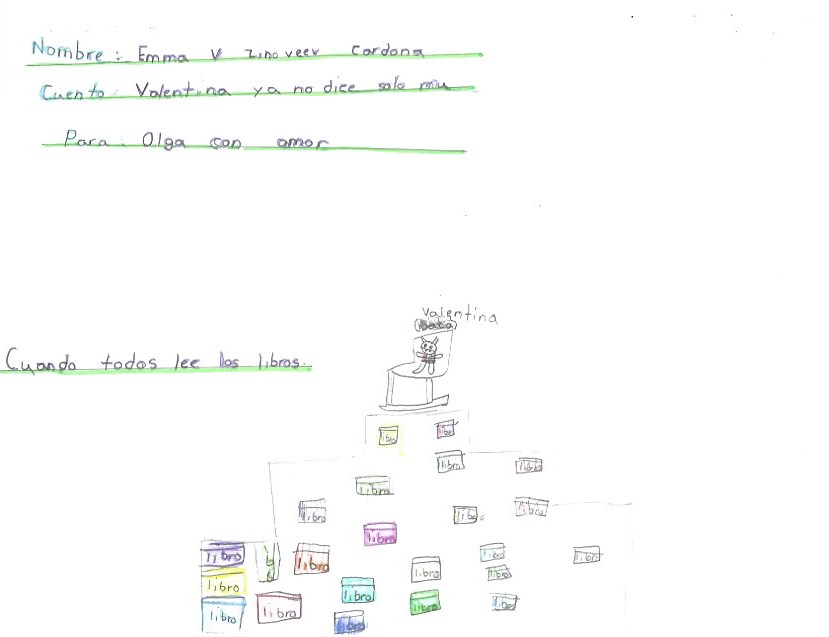 Nombre: Emma V Zinoveev Cardona
Cuento: Valentina ya no dice solo mu
Para: Olga con amor
Valentina
Cuando todos lee los libros.
libro libro
libro libro
libro
libro libro libro
libro
libro libro libro libro
libro libro libro
libro libro libro
libro libro
libro